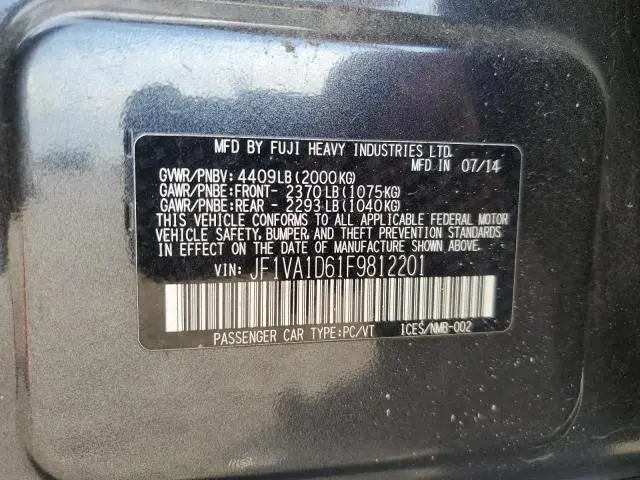 MFD BY FUJI HEAVY INDUSTRIES LTD.
MFD IN 07/14
GVWR/PNBV: 4409LB(2000KG)
GAWR/PNBE:FRONT- 2370LB(1075KG)
GAWR/PNBE:REAR - 2293LB(1040KG)
THIS VEHICLE CONFORMS TO ALL APPLICABLE FEDERAL MOTOR
VEHICLE SAFETY, BUMPER, AND THEFT PREVENTION STANDARDS
IN EFFECT ON THE DATE OF MANUFACTURE SHOWN ABOVE.
VIN: JF1VA1D61F9812201
PASSENGER CAR TYPE:PC/VT ICES/NMB-002